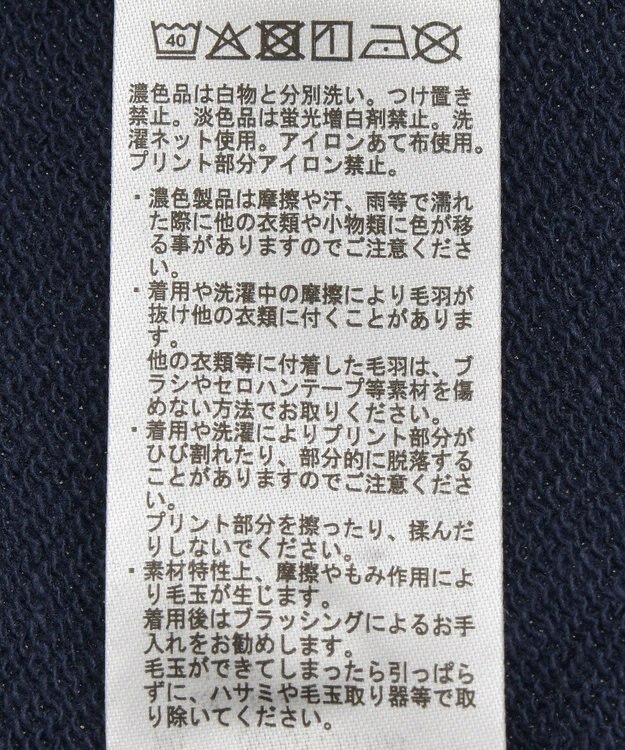 40
濃色品は白物と分別洗い。つけ置き
禁止。淡色品は蛍光増白剤禁止。洗
濯ネット使用。アイロンあて布使用。
プリント部分アイロン禁止。
・濃色製品は摩擦や汗、雨等で濡れ
た際に他の衣類や小物類に色が移
る事がありますのでご注意くださ
い。
・着用や洗濯中の摩擦により毛羽が
抜け他の衣類に付くことがありま
す。
他の衣類等に付着した毛羽は、ブ
ラシやセロハンテープ等素材を傷
めない方法でお取りください。
・着用や洗濯によりプリント部分が
ひび割れたり、部分的に脱落する
ことがありますのでご注意くださ
い。
プリント部分を擦ったり、揉んだ
りしないでください。
・素材特性上、摩擦やもみ作用によ
り毛玉が生じます。
着用後はブラッシングによるお手
入れをお勧めします。
毛玉ができてしまったら引っぱら
ずに、ハサミや毛玉取り器等で取
り除いてください。